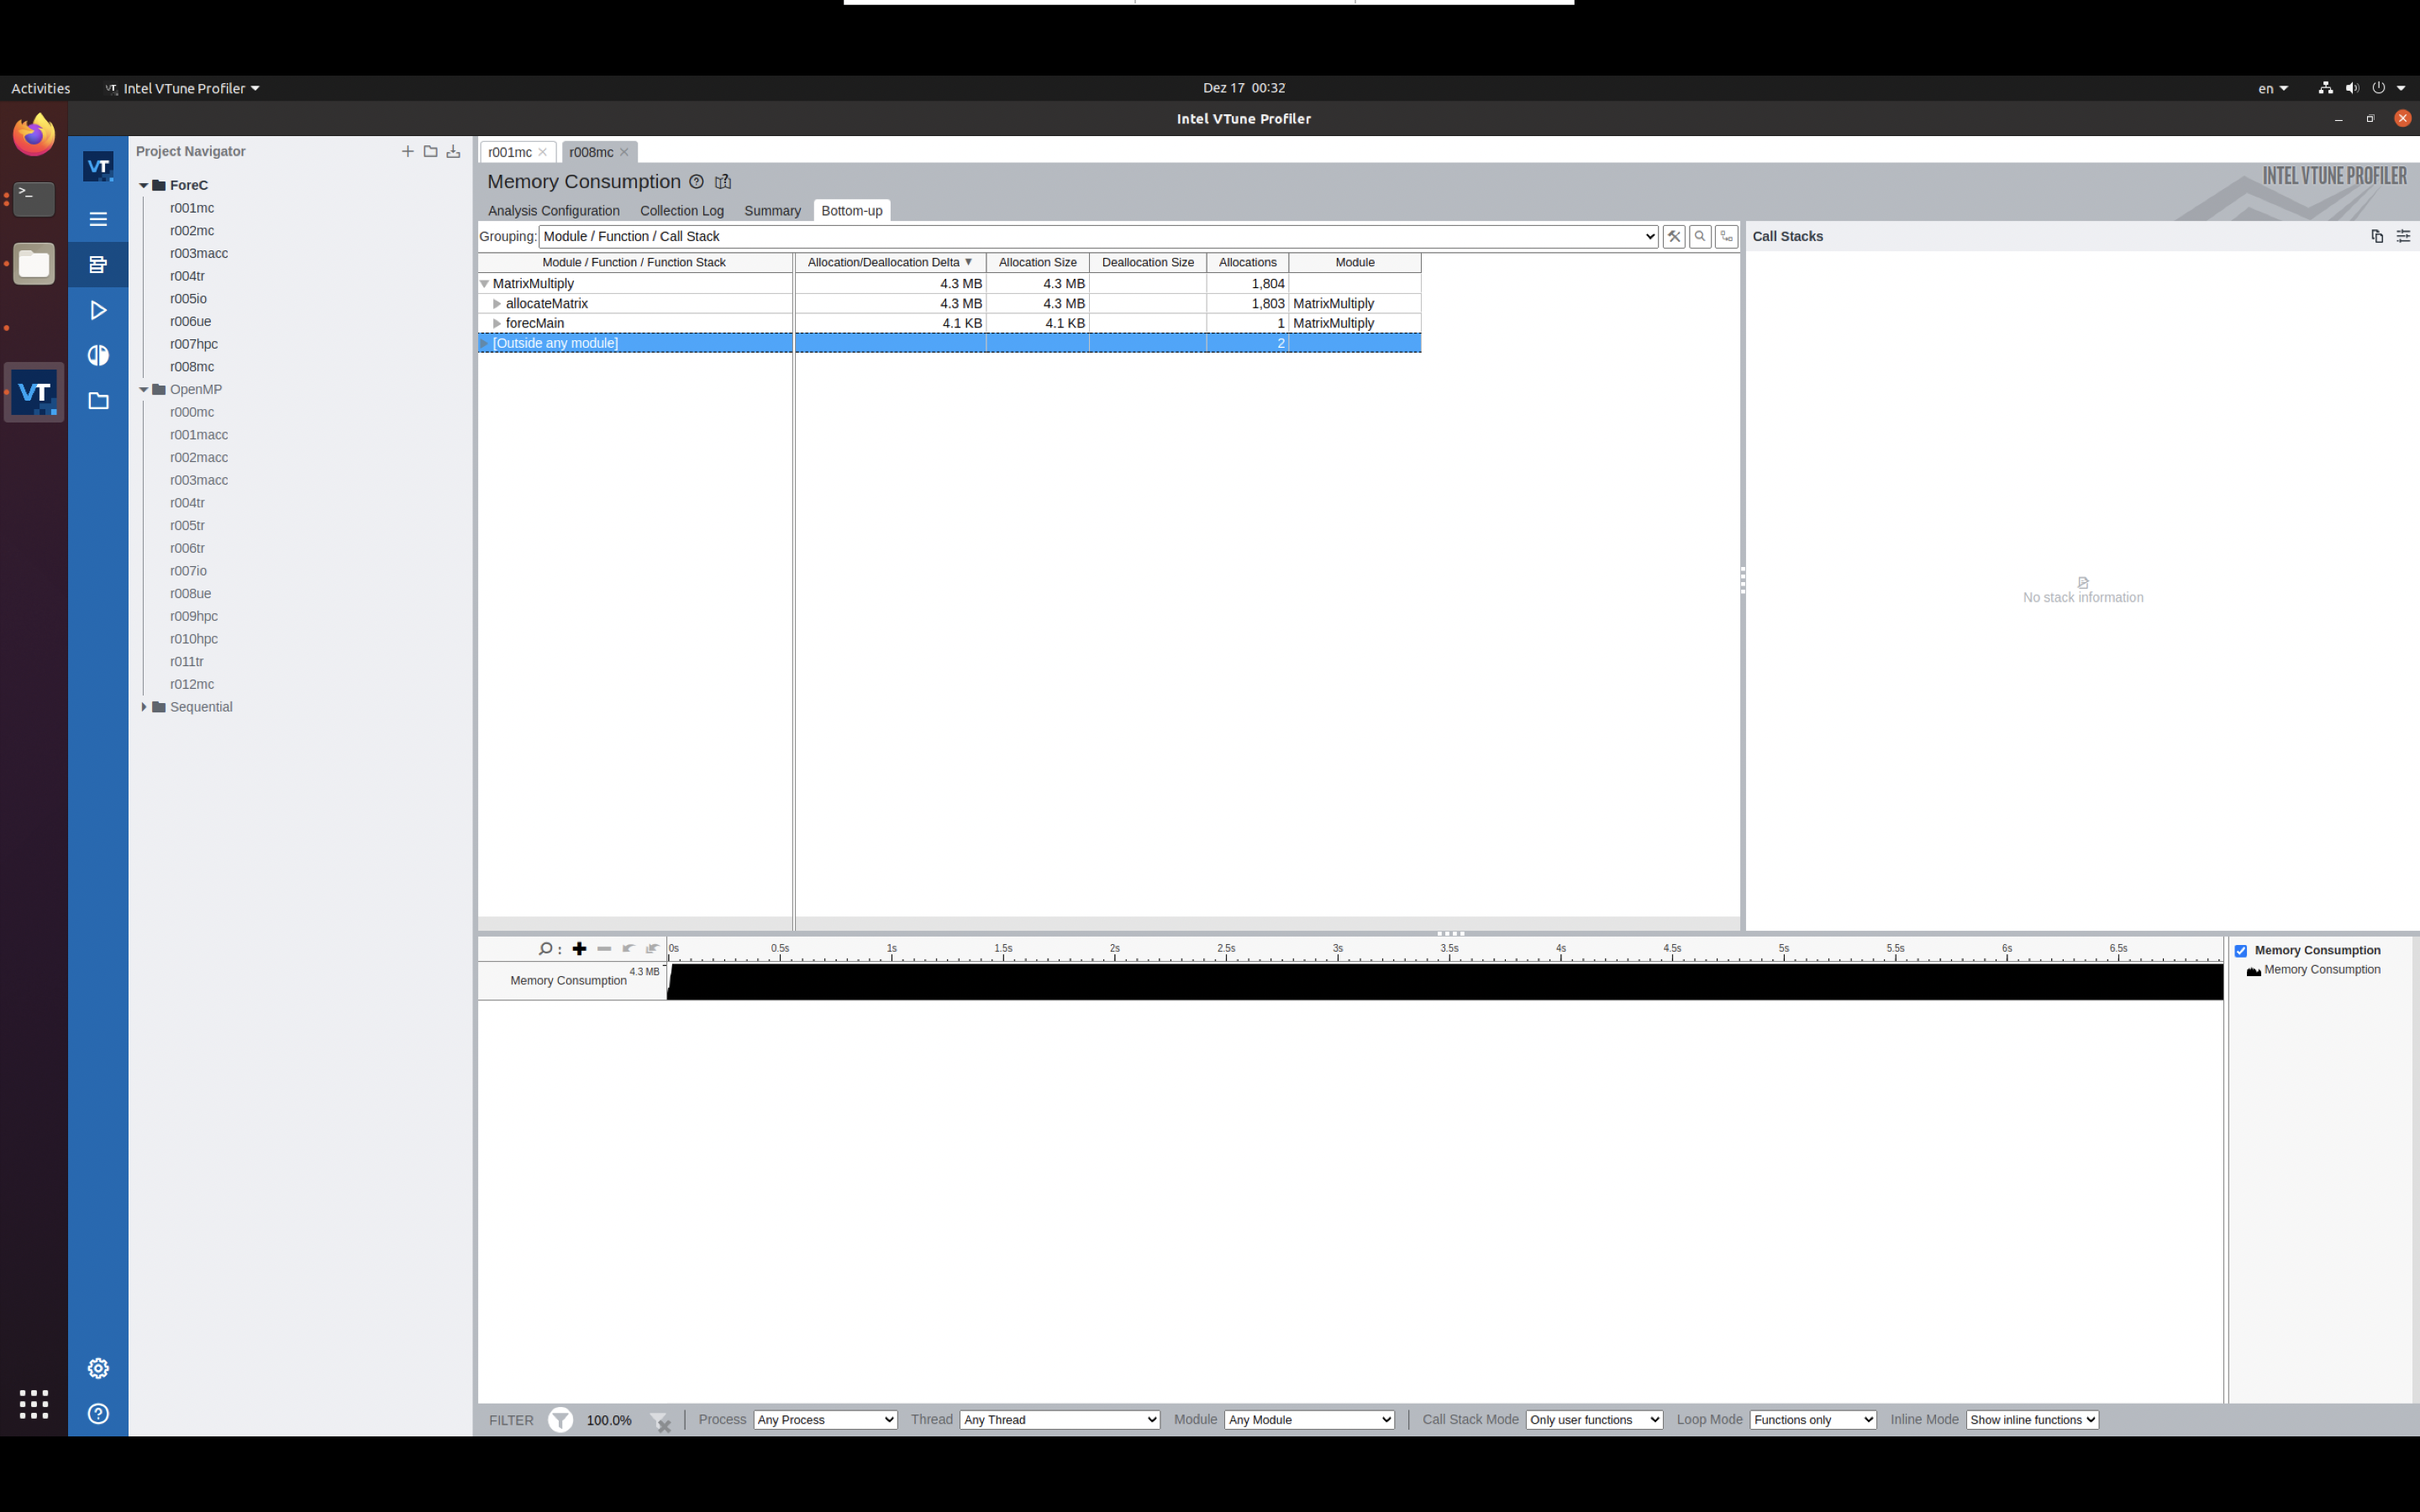 Activities
Intel VTune Profiler
Dez 17 00:32
en
Intel VTune Profiler
Project Navigator
ForeC
r001mc
r002mc
r003macc
r004tr
r005io
r006ue
r007hpc
r008mc
OpenMP
r000mc
r001macc
r002macc
r003macc
r004tr
r005tr
r006tr
r007io
r008ue
r009hpc
r010hpc
r011tr
r012mc
Sequential
r001mc
r008mc
Memory Consumption
INTEL VTUNE PROFILER
Analysis Configuration Collection Log Summary Bottom-up
Grouping: Module / Function / Call Stack
Module / Function / Function Stack Allocation/Deallocation Delta ▼ Allocation Size Deallocation Size Allocations Module
MatrixMultiply 4.3 MB 4.3 MB 1,804
allocateMatrix 4.3 MB 4.3 MB 1,803 MatrixMultiply
forecMain 4.1 KB 4.1 KB 1 MatrixMultiply
[Outside any module] 2
Call Stacks
No stack information
0s 0.5s 1s 1.5s 2s 2.5s 3s 3.5s 4s 4.5s 5s 5.5s 6s 6.5s
4.3 MB
Memory Consumption
Memory Consumption
Memory Consumption
FILTER 100.0% Process Any Process Thread Any Thread Module Any Module Call Stack Mode Only user functions Loop Mode Functions only Inline Mode Show inline functions